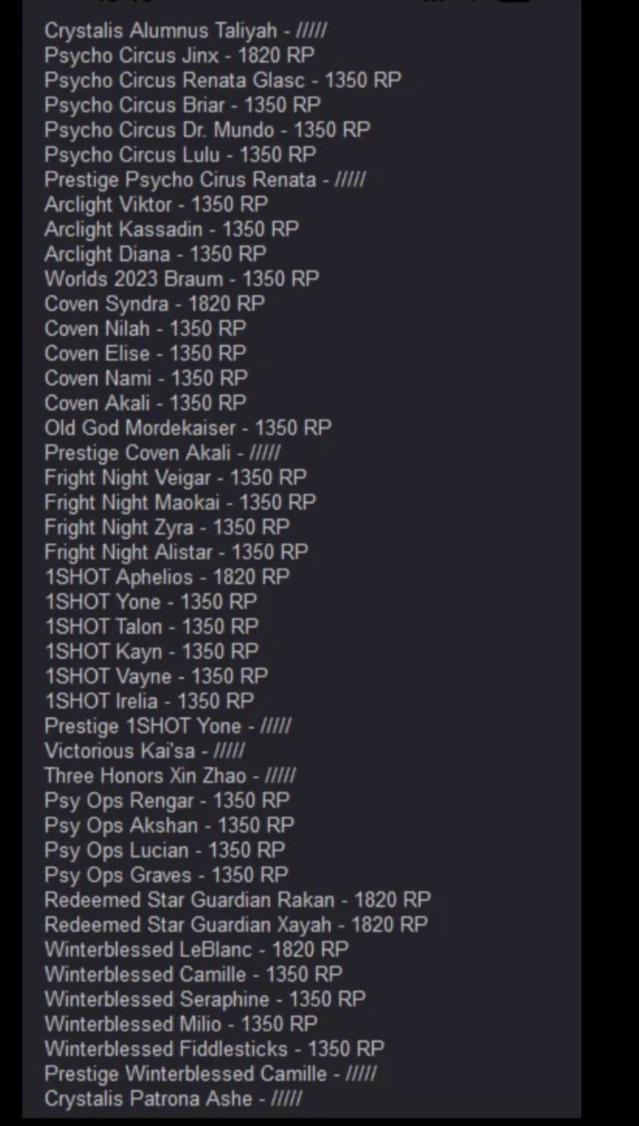 Crystalis Alumnus Taliyah - /////
Psycho Circus Jinx - 1820 RP
Psycho Circus Renata Glasc - 1350 RP
Psycho Circus Briar - 1350 RP
Psycho Circus Dr. Mundo - 1350 RP
Psycho Circus Lulu - 1350 RP
Prestige Psycho Cirus Renata - /////
Arclight Viktor - 1350 RP
Arclight Kassadin - 1350 RP
Arclight Diana - 1350 RP
Worlds 2023 Braum - 1350 RP
Coven Syndra - 1820 RP
Coven Nilah - 1350 RP
Coven Elise - 1350 RP
Coven Nami - 1350 RP
Coven Akali - 1350 RP
Old God Mordekaiser - 1350 RP
Prestige Coven Akali - /////
Fright Night Veigar - 1350 RP
Fright Night Maokai - 1350 RP
Fright Night Zyra - 1350 RP
Fright Night Alistar - 1350 RP
1SHOT Aphelios - 1820 RP
1SHOT Yone - 1350 RP
1SHOT Talon - 1350 RP
1SHOT Kayn - 1350 RP
1SHOT Vayne - 1350 RP
1SHOT Irelia - 1350 RP
Prestige 1SHOT Yone - /////
Victorious Kai'sa - /////
Three Honors Xin Zhao - /////
Psy Ops Rengar - 1350 RP
Psy Ops Akshan - 1350 RP
Psy Ops Lucian - 1350 RP
Psy Ops Graves - 1350 RP
Redeemed Star Guardian Rakan - 1820 RP
Redeemed Star Guardian Xayah - 1820 RP
Winterblessed LeBlanc - 1820 RP
Winterblessed Camille - 1350 RP
Winterblessed Seraphine - 1350 RP
Winterblessed Milio - 1350 RP
Winterblessed Fiddlesticks - 1350 RP
Prestige Winterblessed Camille - /////
Crystalis Patrona Ashe - /////